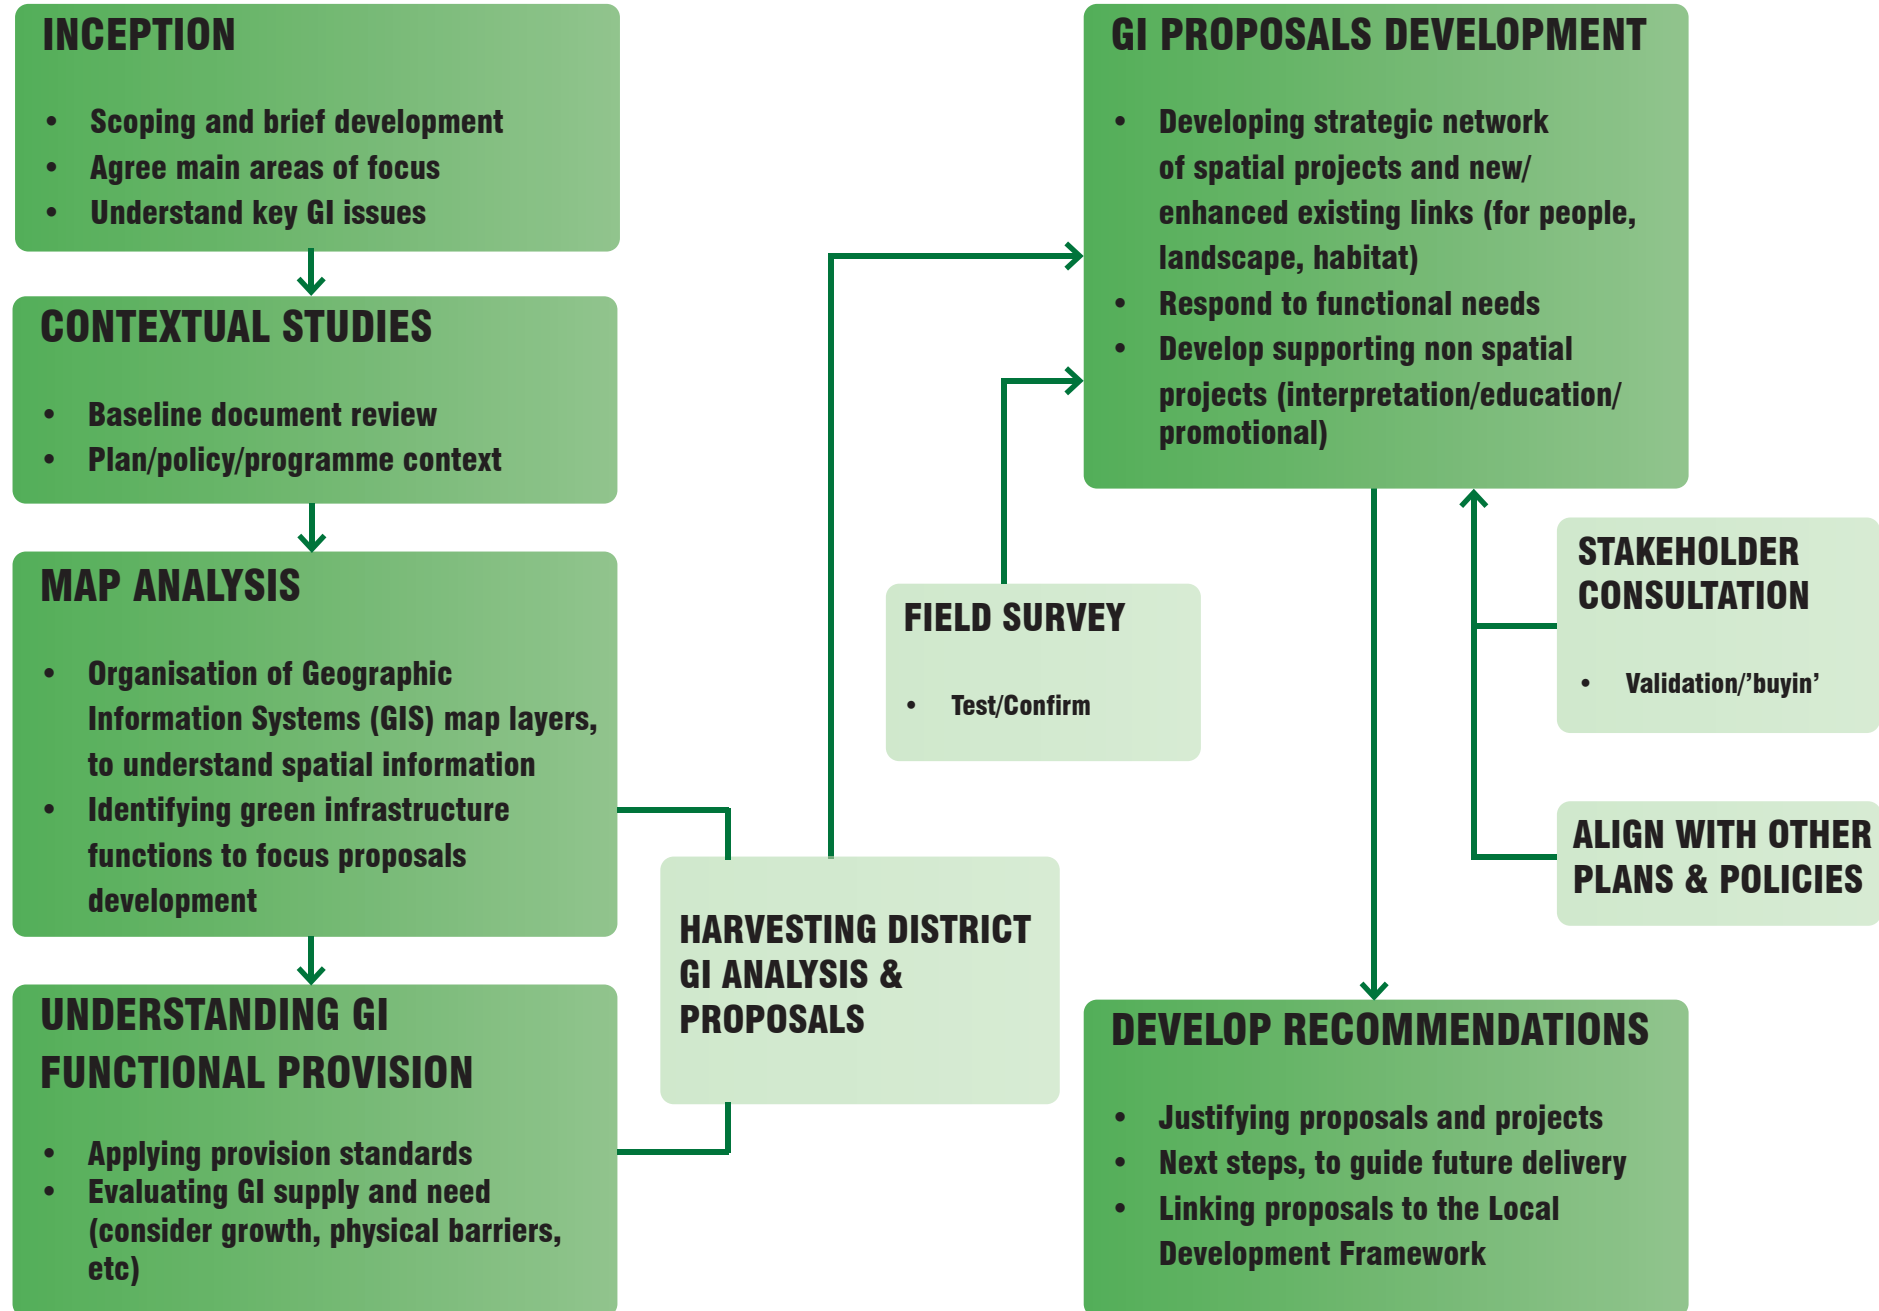 INCEPTION
• Scoping and brief development
• Agree main areas of focus
• Understand key GI issues
CONTEXTUAL STUDIES
• Baseline document review
• Plan/policy/programme context
MAP ANALYSIS
• Organisation of Geographic
Information Systems (GIS) map layers,
to understand spatial information
• Identifying green infrastructure
functions to focus proposals
development
UNDERSTANDING GI
FUNCTIONAL PROVISION
• Applying provision standards
• Evaluating GI supply and need
(consider growth, physical barriers,
etc)
HARVESTING DISTRICT
GI ANALYSIS &
PROPOSALS
FIELD SURVEY
• Test/Confirm
GI PROPOSALS DEVELOPMENT
• Developing strategic network
of spatial projects and new/
enhanced existing links (for people,
landscape, habitat)
• Respond to functional needs
• Develop supporting non spatial
projects (interpretation/education/
promotional)
STAKEHOLDER
CONSULTATION
• Validation/’buyin’
ALIGN WITH OTHER
PLANS & POLICIES
DEVELOP RECOMMENDATIONS
• Justifying proposals and projects
• Next steps, to guide future delivery
• Linking proposals to the Local
Development Framework